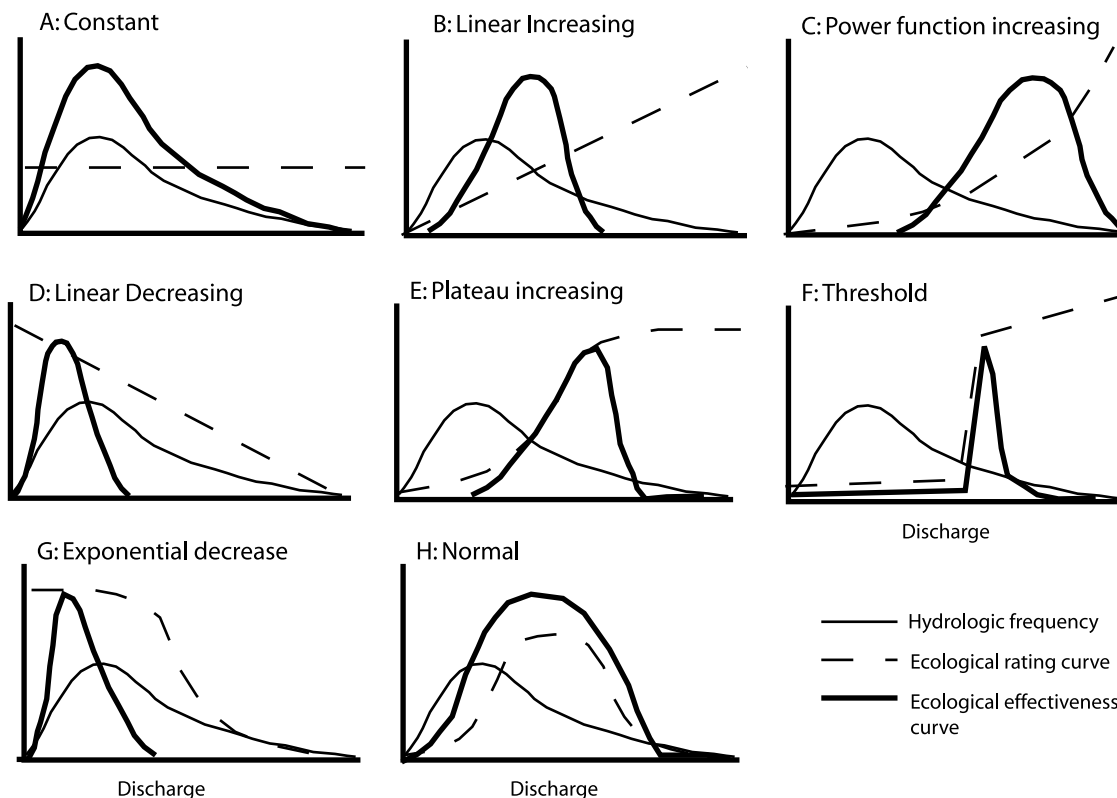 A: Constant
B: Linear Increasing
C: Power function increasing
D: Linear Decreasing
E: Plateau increasing
F: Threshold
Discharge
G: Exponential decrease
H: Normal
Hydrologic frequency
Ecological rating curve
Ecological effectiveness
curve
Discharge
Discharge